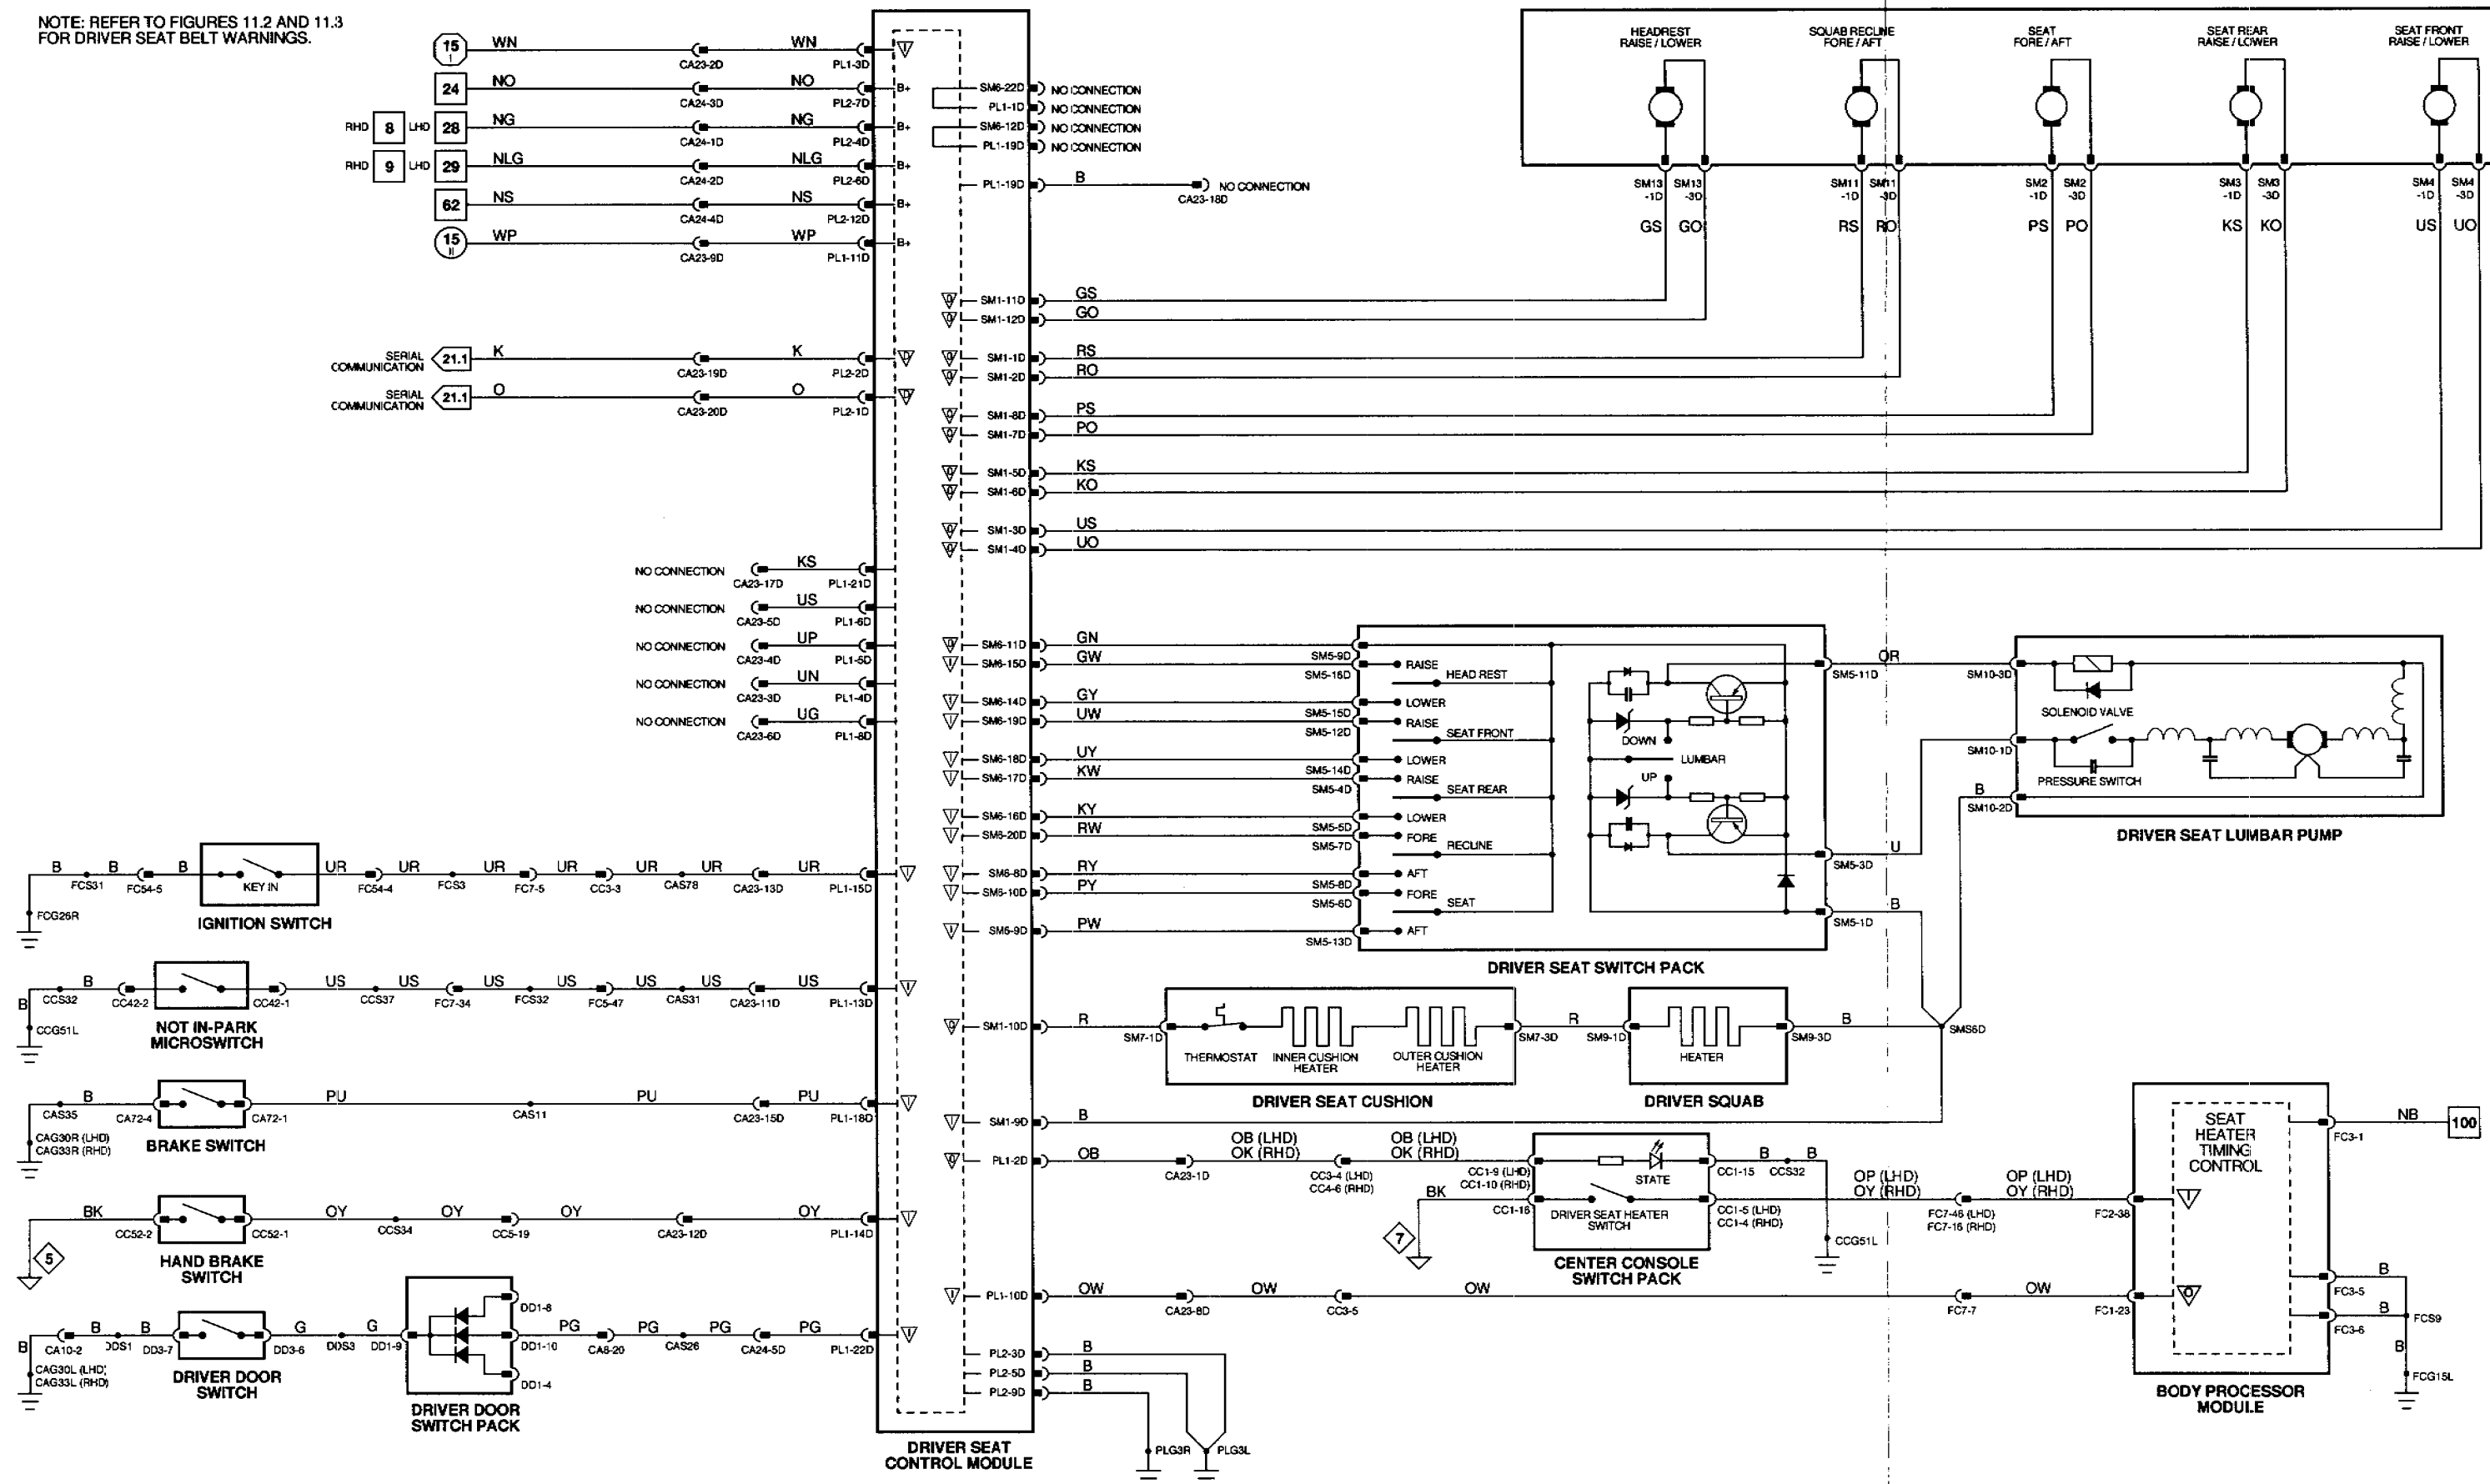 NOTE: REFER TO FIGURES 11.2 AND 11.3
FOR DRIVER SEAT BELT WARNINGS.
15 I WN CA23-2D WN PL1-3D I
24 NO CA24-3D NO PL2-7D B+
RHD 8 LHD 28 NG CA24-1D NG PL2-4D B+
RHD 9 LHD 29 NLG CA24-2D NLG PL2-6D B+
62 NS CA24-4D NS PL2-12D B+
15 II WP CA23-9D WP PL1-11D B+
SERIAL
COMMUNICATION 21.1 K CA23-19D K PL2-2D D
SERIAL
COMMUNICATION 21.1 O CA23-20D O PL2-1D D
NO CONNECTION CA23-17D KS PL1-21D
NO CONNECTION CA23-5D US PL1-6D
NO CONNECTION CA23-4D UP PL1-5D
NO CONNECTION CA23-3D UN PL1-4D
NO CONNECTION CA23-6D UG PL1-8D
B FCS31 B FC54-5 B KEY IN UR FC54-4 UR FCS3 UR FC7-5 UR CC3-3 UR CAS78 UR CA23-13D UR PL1-15D I
FCG26R
IGNITION SWITCH
B CCS32 B CC42-2 CC42-1 US CCS37 US FC7-34 US FCS32 US FC5-47 US CAS31 US CA23-11D US PL1-13D I
CCG51L
NOT IN-PARK
MICROSWITCH
CAS35 B CA72-4 CA72-1 PU CAS11 PU CA23-15D PU PL1-18D I
CAG30R (LHD)
CAG33R (RHD)
BRAKE SWITCH
BK CC52-2 CC52-1 OY CCS34 OY CC5-19 OY CA23-12D OY PL1-14D I
5
HAND BRAKE
SWITCH
B CA10-2 B DDS1 B DD3-7 DD3-6 G DDS3 G DD1-9 DD1-8 DD1-10 DD1-4 PG CA8-20 PG CAS26 PG CA24-5D PG PL1-22D I
CAG30L (LHD)
CAG33L (RHD)
DRIVER DOOR
SWITCH
DRIVER DOOR
SWITCH PACK
SM6-22D NO CONNECTION
PL1-1D NO CONNECTION
SM6-12D NO CONNECTION
PL1-19D NO CONNECTION
PL1-19D B CA23-18D NO CONNECTION
O SM1-11D GS
O SM1-12D GO
O SM1-1D RS
O SM1-2D RO
O SM1-8D PS
O SM1-7D PO
O SM1-5D KS
O SM1-6D KO
O SM1-3D US
O SM1-4D UO
HEADREST
RAISE / LOWER
SM13 -1D SM13 -3D
GS GO
SQUAB RECLINE
FORE / AFT
SM11 -1D SM11 -3D
RS RO
SEAT
FORE / AFT
SM2 -1D SM2 -3D
PS PO
SEAT REAR
RAISE / LOWER
SM3 -1D SM3 -3D
KS KO
SEAT FRONT
RAISE / LOWER
SM4 -1D SM4 -3D
US UO
O SM6-11D GN SM5-9D
I SM6-15D GW SM5-16D RAISE
HEAD REST
I SM6-14D GY SM5-15D LOWER
I SM6-19D UW SM5-12D RAISE
SEAT FRONT
I SM6-18D UY SM5-14D LOWER
I SM6-17D KW SM5-4D RAISE
SEAT REAR
I SM6-16D KY SM5-5D LOWER
I SM6-20D RW SM5-7D FORE
RECLINE
I SM6-8D RY SM5-8D AFT
I SM6-10D PY SM5-6D FORE
SEAT
I SM6-9D PW SM5-13D AFT
DOWN
LUMBAR
UP
SM5-11D OR SM10-3D
SM5-3D U SM10-1D
SM5-1D B
B SM10-2D
DRIVER SEAT SWITCH PACK
SOLENOID VALVE
PRESSURE SWITCH
DRIVER SEAT LUMBAR PUMP
O SM1-10D R SM7-1D THERMOSTAT
INNER CUSHION
HEATER
OUTER CUSHION
HEATER
SM7-3D R SM9-1D HEATER SM9-3D B SMS6D
DRIVER SEAT CUSHION
DRIVER SQUAB
I SM1-9D B
O PL1-2D OB CA23-1D
OB (LHD)
OK (RHD)
CC3-4 (LHD)
CC4-6 (RHD)
OB (LHD)
OK (RHD)
CC1-9 (LHD)
CC1-10 (RHD)
STATE
CC1-15 B CCS32 B
CCG51L
7 BK CC1-16
DRIVER SEAT HEATER
SWITCH
CC1-5 (LHD)
CC1-4 (RHD)
OP (LHD)
OY (RHD)
FC7-46 (LHD)
FC7-16 (RHD)
OP (LHD)
OY (RHD)
FC2-38 I
CENTER CONSOLE
SWITCH PACK
I PL1-10D OW CA23-8D OW CC3-5 OW FC7-7 OW FC1-23 O
SEAT
HEATER
TIMING
CONTROL
FC3-1 NB 100
FC3-5 B
FC3-6 B FCS9
B
FCG15L
BODY PROCESSOR
MODULE
PL2-3D B
PL2-5D B
PL2-9D B
PLG3R PLG3L
DRIVER SEAT
CONTROL MODULE